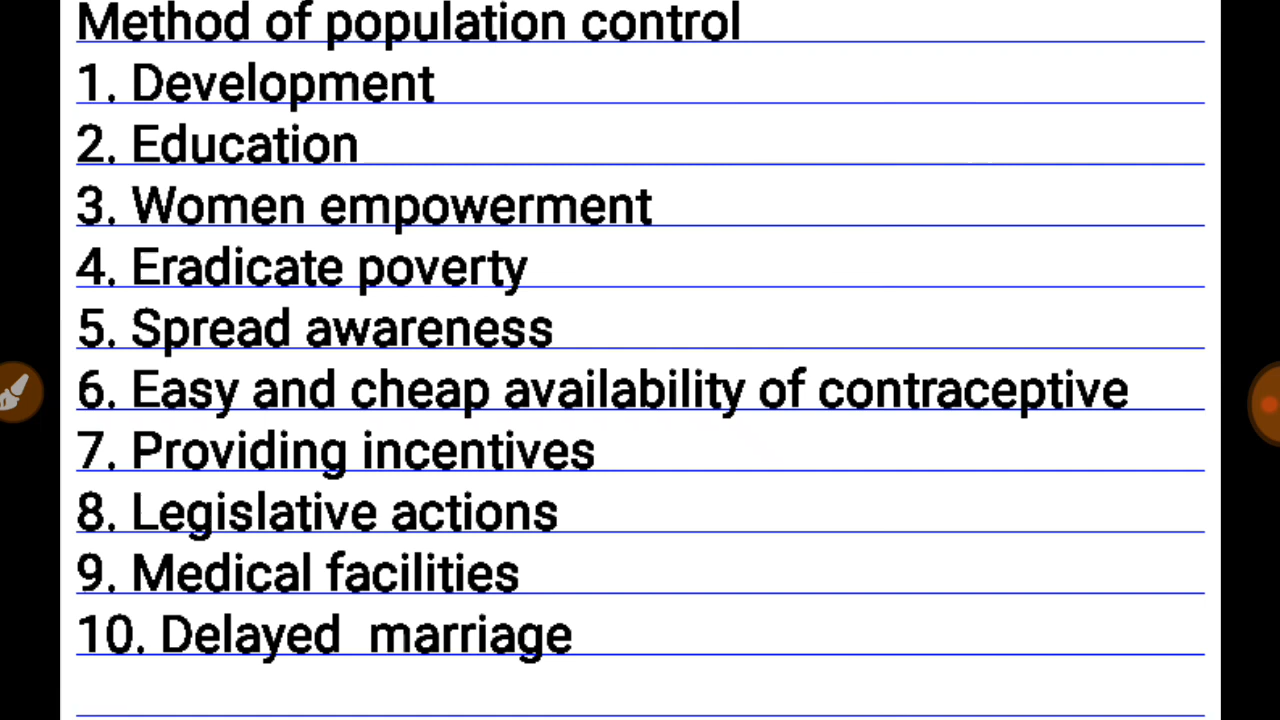 Method of population control
1. Development
2. Education
3. Women empowerment
4. Eradicate poverty
5. Spread awareness
6. Easy and cheap availability of contraceptive
7. Providing incentives
8. Legislative actions
9. Medical facilities
10. Delayed  marriage